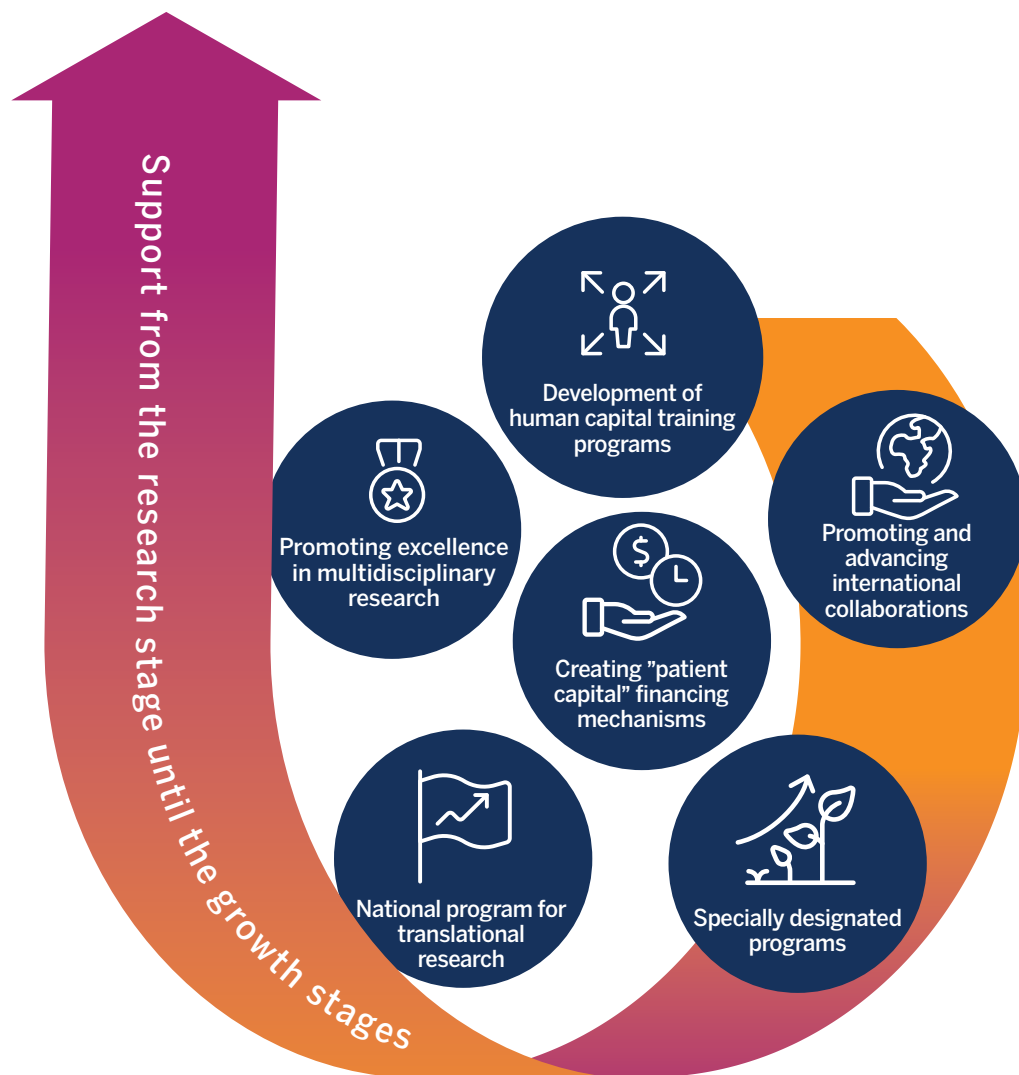 Support from the research stage until the growth stages
Development of
human capital training
programs
Promoting excellence
in multidisciplinary
research
Promoting and
advancing
international
collaborations
$
Creating ”patient
capital” financing
mechanisms
National program for
translational
research
Specially designated
programs